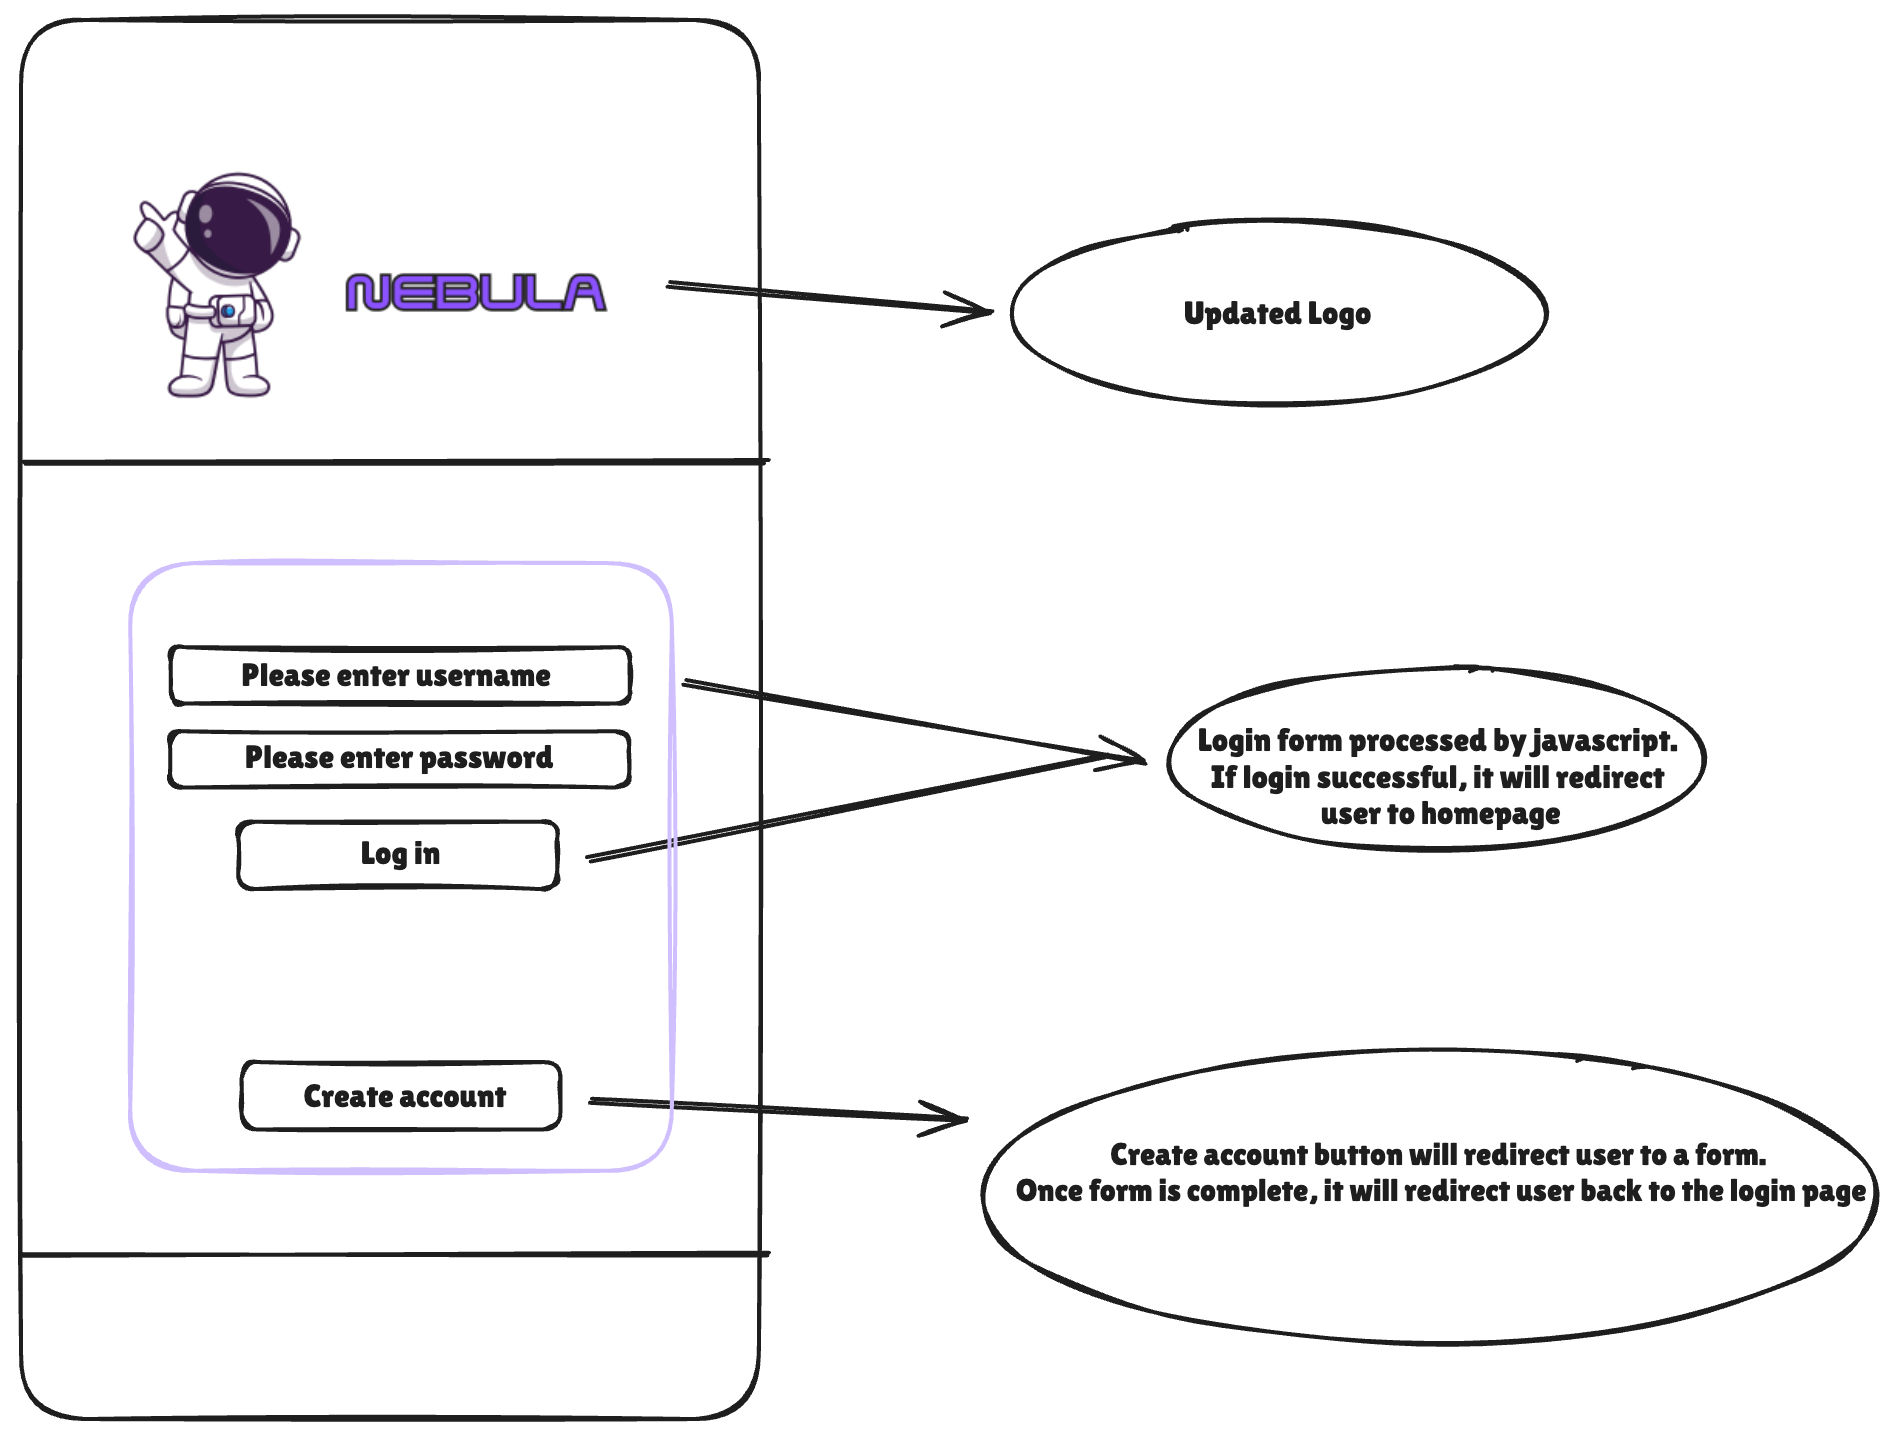 NEBULA
Updated Logo
Please enter username
Please enter password
Log in
Login form processed by javascript.
If login successful, it will redirect
user to homepage
Create account
Create account button will redirect user to a form.
Once form is complete, it will redirect user back to the login page